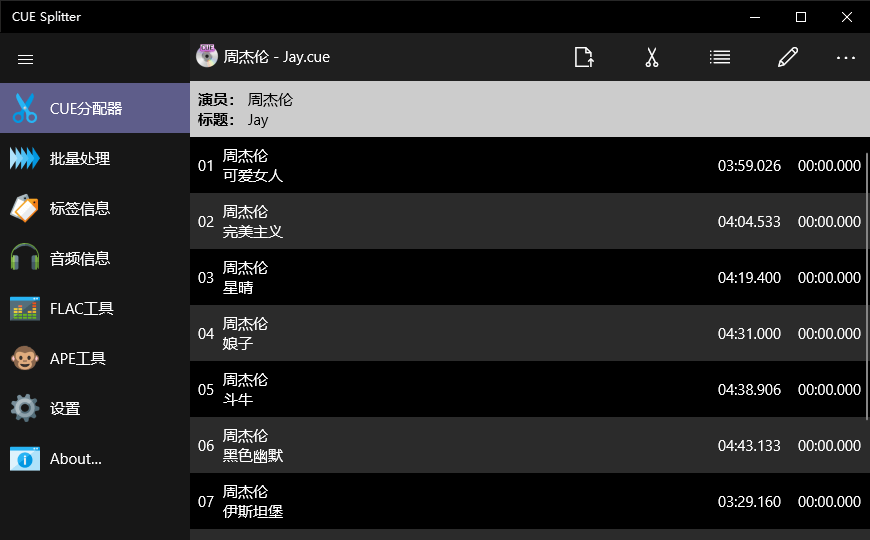 CUE Splitter
周杰伦 - Jay.cue
CUE分配器
批量处理
标签信息
音频信息
FLAC工具
APE工具
设置
About...
演员： 周杰伦
标题： Jay
01 周杰伦 03:59.026 00:00.000
可爱女人
02 周杰伦 04:04.533 00:00.000
完美主义
03 周杰伦 04:19.400 00:00.000
星晴
04 周杰伦 04:31.000 00:00.000
娘子
05 周杰伦 04:38.906 00:00.000
斗牛
06 周杰伦 04:43.133 00:00.000
黑色幽默
07 周杰伦 03:29.160 00:00.000
伊斯坦堡